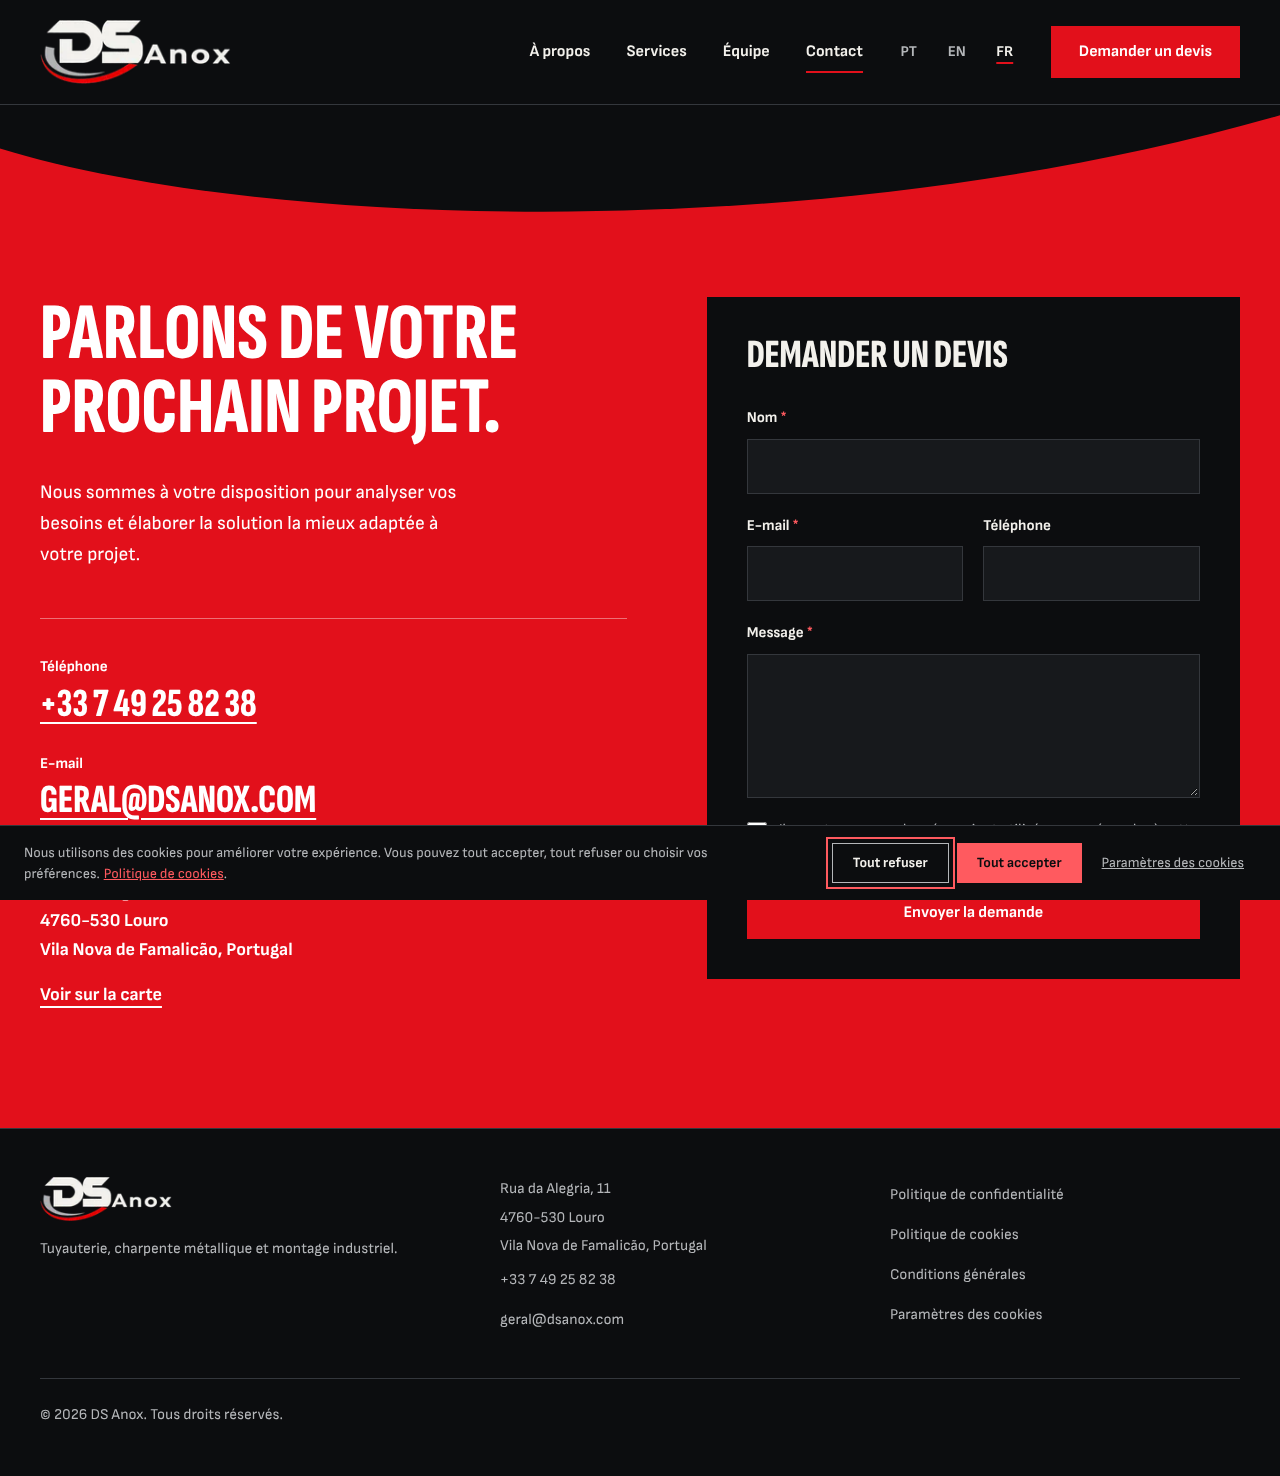 DS Anox
À propos
Services
Équipe
Contact
PT
EN
FR
Demander un devis
PARLONS DE VOTRE
PROCHAIN PROJET.
Nous sommes à votre disposition pour analyser vos
besoins et élaborer la solution la mieux adaptée à
votre projet.
Téléphone
+33 7 49 25 82 38
E-mail
GERAL@DSANOX.COM
DEMANDER UN DEVIS
Nom *
E-mail *
Téléphone
Message *
Nous utilisons des cookies pour améliorer votre expérience. Vous pouvez tout accepter, tout refuser ou choisir vos
préférences. Politique de cookies.
Tout refuser
Tout accepter
Paramètres des cookies
4760-530 Louro
Vila Nova de Famalicão, Portugal
Voir sur la carte
Envoyer la demande
DS Anox
Tuyauterie, charpente métallique et montage industriel.
Rua da Alegria, 11
4760-530 Louro
Vila Nova de Famalicão, Portugal
+33 7 49 25 82 38
geral@dsanox.com
Politique de confidentialité
Politique de cookies
Conditions générales
Paramètres des cookies
© 2026 DS Anox. Tous droits réservés.